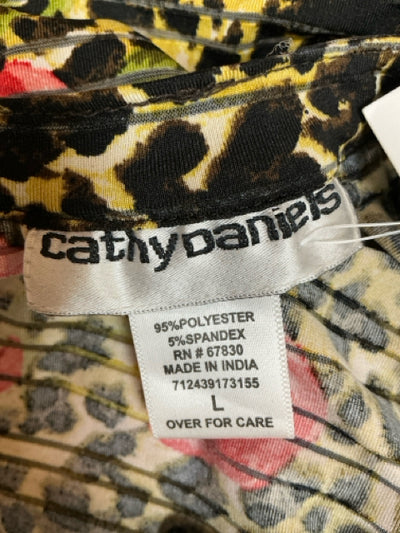 cathy Daniels
95%POLYESTER
5%SPANDEX
RN # 67830
MADE IN INDIA
712439173155
L
OVER FOR CARE